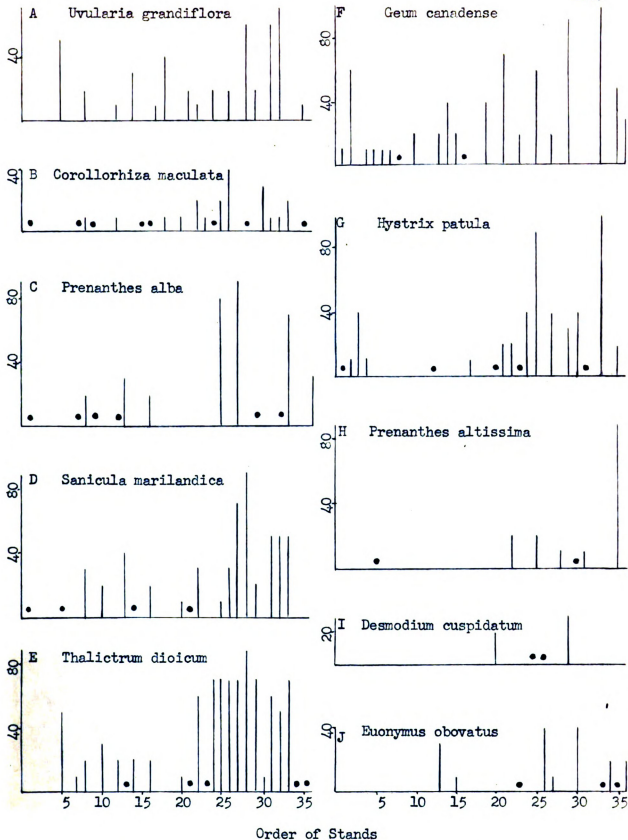 A Uvularia grandiflora
40
B Corollorhiza maculata
40
C Prenanthes alba
80
40
D Sanicula marilandica
80
40
E Thalictrum dioicum
80
40
5 10 15 20 25 30 35
F Geum canadense
80
40
G Hystrix patula
80
40
H Prenanthes altissima
80
40
I Desmodium cuspidatum
20
J Euonymus obovatus
40
5 10 15 20 25 30 35
Order of Stands